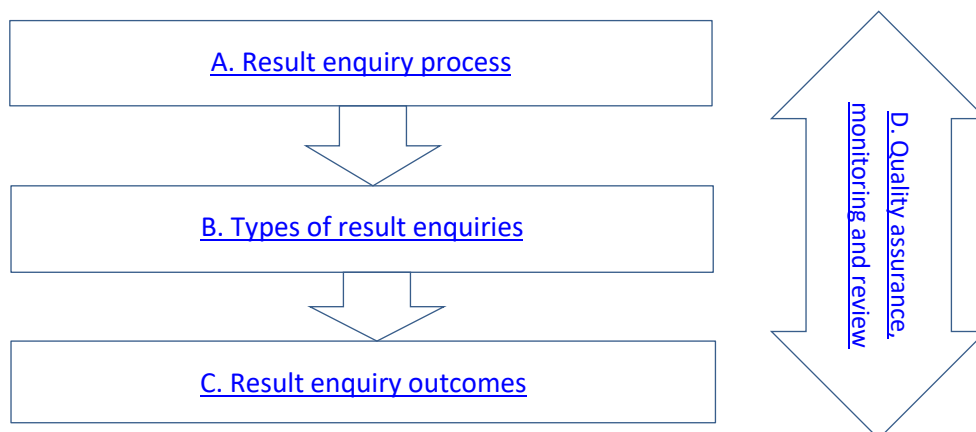 A. Result enquiry process
B. Types of result enquiries
C. Result enquiry outcomes
D. Quality assurance,
monitoring and review